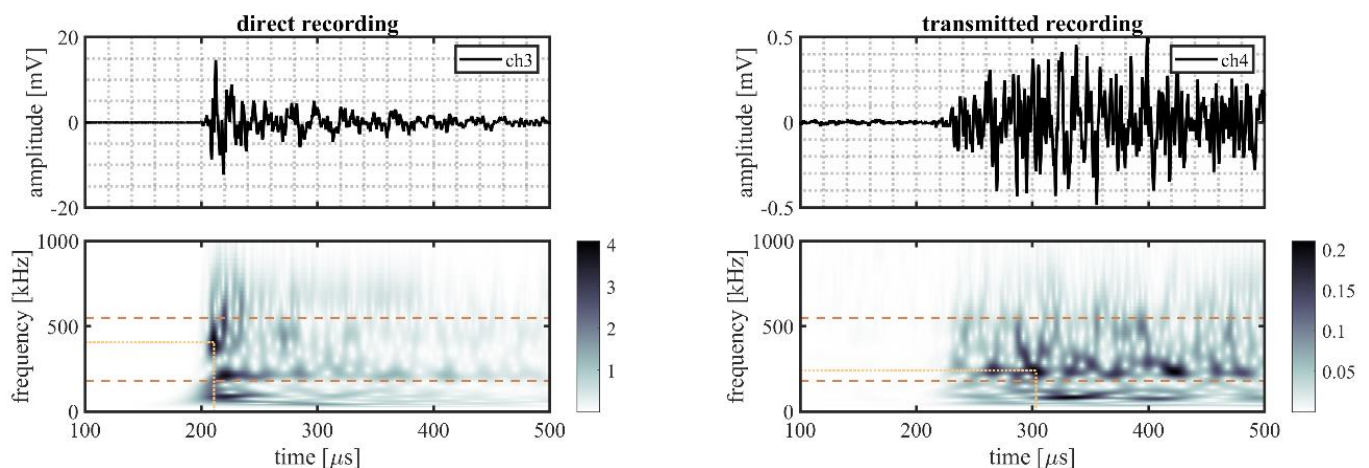 direct recording
20
0
-20
amplitude [mV]
ch3
1000
500
0
frequency [kHz]
100 200 300 400 500
time [μs]
4
3
2
1
transmitted recording
0.5
0
-0.5
amplitude [mV]
ch4
1000
500
0
frequency [kHz]
100 200 300 400 500
time [μs]
0.2
0.15
0.1
0.05